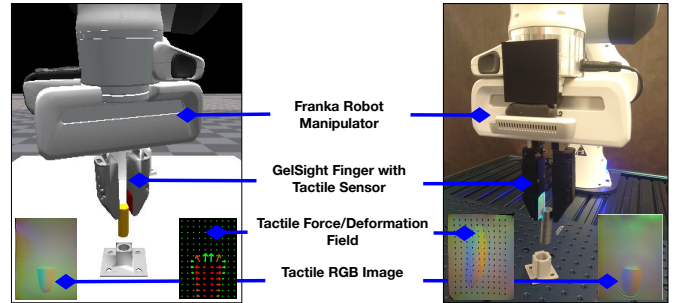 Franka Robot
Manipulator
GelSight Finger with
Tactile Sensor
Tactile Force/Deformation
Field
Tactile RGB Image